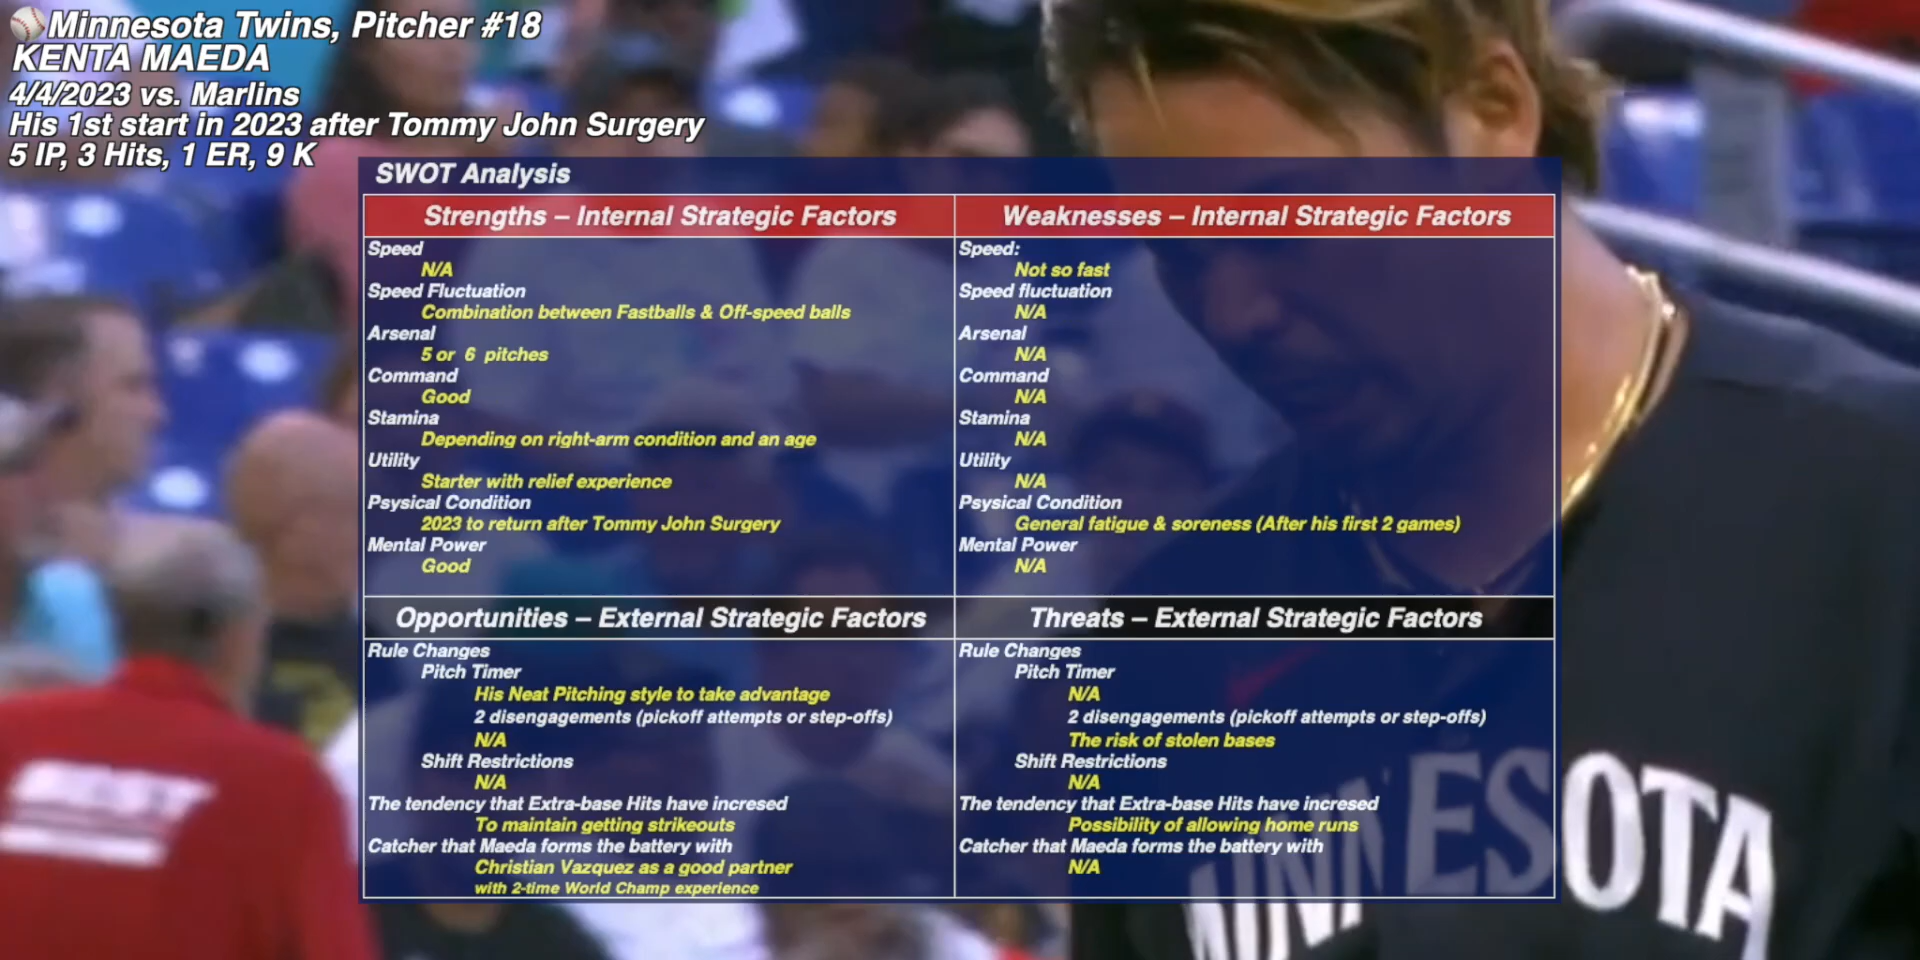 ⚾Minnesota Twins, Pitcher #18
KENTA MAEDA
4/4/2023 vs. Marlins
His 1st start in 2023 after Tommy John Surgery
5 IP, 3 Hits, 1 ER, 9 K
SWOT Analysis
Strengths – Internal Strategic Factors
Speed
N/A
Speed Fluctuation
Combination between Fastballs & Off-speed balls
Arsenal
5 or 6 pitches
Command
Good
Stamina
Depending on right-arm condition and an age
Utility
Starter with relief experience
Psysical Condition
2023 to return after Tommy John Surgery
Mental Power
Good
Weaknesses – Internal Strategic Factors
Speed:
Not so fast
Speed fluctuation
N/A
Arsenal
N/A
Command
N/A
Stamina
N/A
Utility
N/A
Psysical Condition
General fatigue & soreness (After his first 2 games)
Mental Power
N/A
Opportunities – External Strategic Factors
Rule Changes
Pitch Timer
His Neat Pitching style to take advantage
2 disengagements (pickoff attempts or step-offs)
N/A
Shift Restrictions
N/A
The tendency that Extra-base Hits have incresed
To maintain getting strikeouts
Catcher that Maeda forms the battery with
Christian Vazquez as a good partner
with 2-time World Champ experience
Threats – External Strategic Factors
Rule Changes
Pitch Timer
N/A
2 disengagements (pickoff attempts or step-offs)
The risk of stolen bases
Shift Restrictions
N/A
The tendency that Extra-base Hits have incresed
Possibility of allowing home runs
Catcher that Maeda forms the battery with
N/A
MINNESOTA